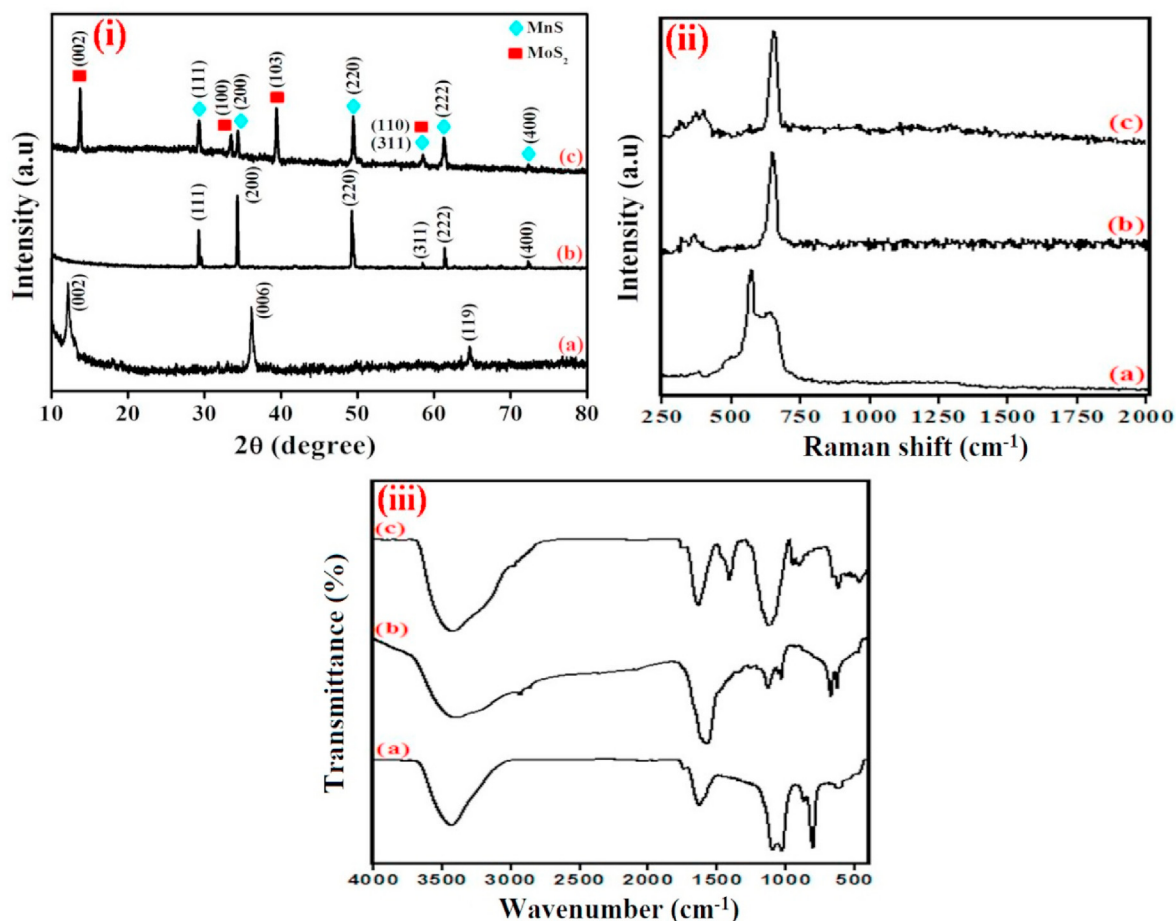 (i)
MnS
MoS2
(002)
(111)
(100)
(200)
(103)
(220)
(110)
(311)
(222)
(400)
(c)
(111)
(200)
(220)
(311)
(222)
(400)
(b)
(002)
(006)
(119)
(a)
Intensity (a.u)
10 20 30 40 50 60 70 80
2θ (degree)
(ii)
(c)
(b)
(a)
Intensity (a.u)
250 500 750 1000 1250 1500 1750 2000
Raman shift (cm-1)
(iii)
(c)
(b)
(a)
Transmittance (%)
4000 3500 3000 2500 2000 1500 1000 500
Wavenumber (cm-1)